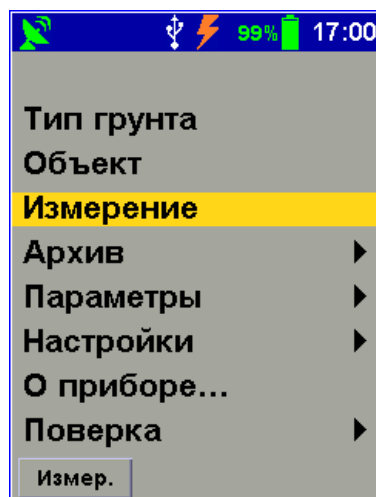 99% 17:00
Тип грунта
Объект
Измерение
Архив
Параметры
Настройки
О приборе...
Поверка
Измер.